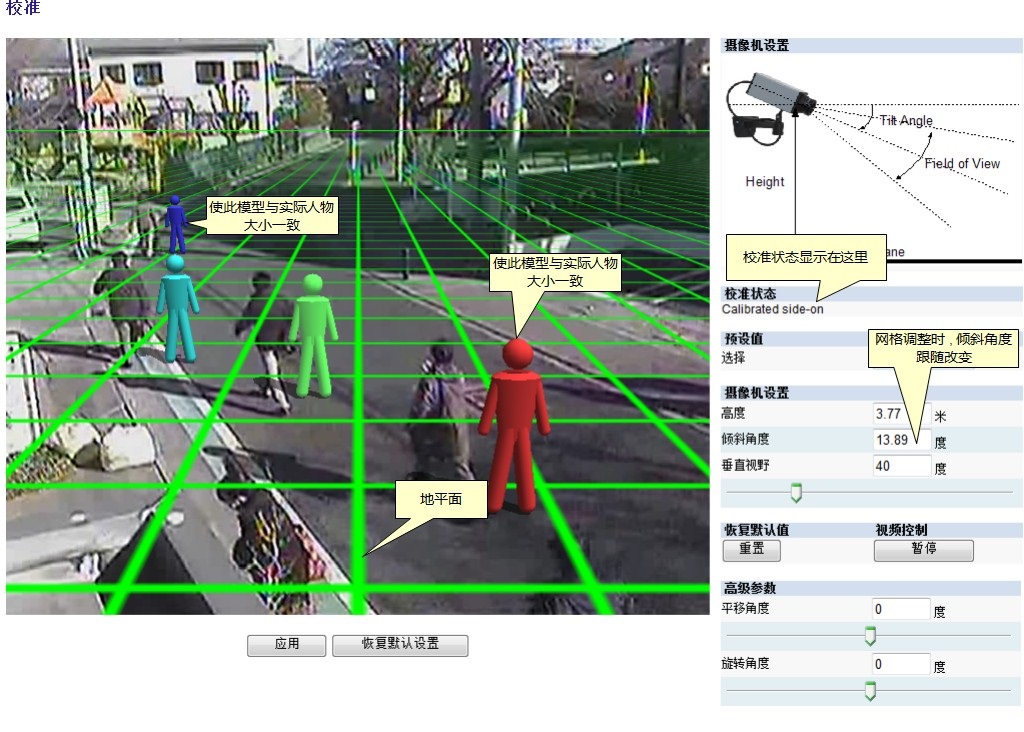 校准
使此模型与实际人物
大小一致
使此模型与实际人物
大小一致
地平面
应用
恢复默认设置
摄像机设置
Tilt Angle
Field of View
Height
ane
校准状态显示在这里
校准状态
Calibrated side-on
预设值
选择
网格调整时，倾斜角度
跟随改变
摄像机设置
高度 3.77 米
倾斜角度 13.89 度
垂直视野 40 度
恢复默认值 视频控制
重置 暂停
高级参数
平移角度 0 度
旋转角度 0 度